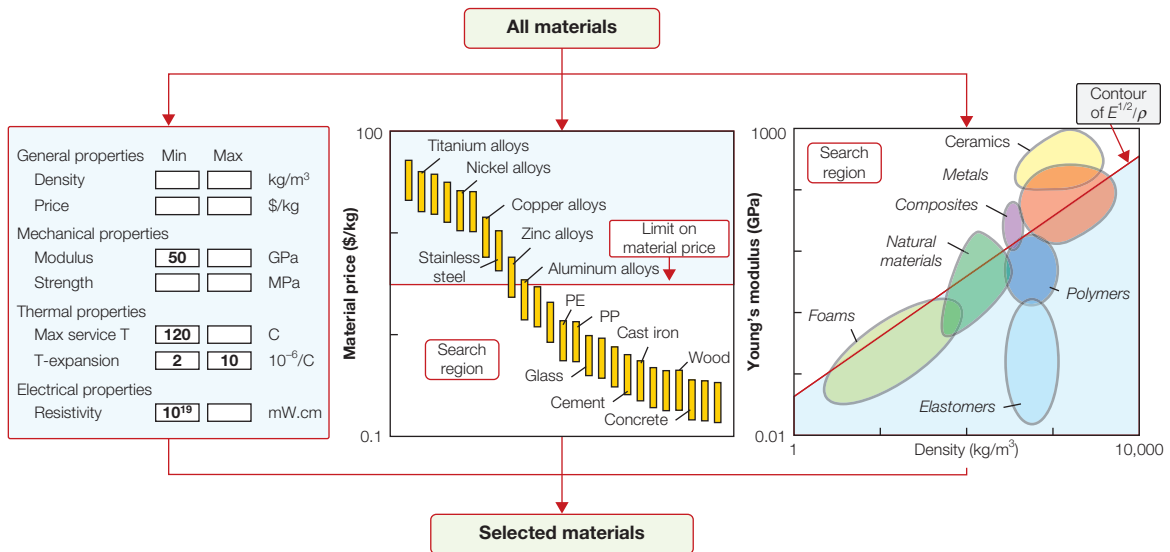 All materials
General properties Min Max
Density kg/m³
Price $/kg
Mechanical properties
Modulus 50 GPa
Strength MPa
Thermal properties
Max service T 120 C
T-expansion 2 10 10⁻⁶/C
Electrical properties
Resistivity 10¹⁹ mW.cm
100
Material price ($/kg)
0.1
Titanium alloys
Nickel alloys
Copper alloys
Zinc alloys
Stainless
steel
Aluminum alloys
Limit on
material price
PE
PP
Cast iron
Search
region
Glass
Wood
Cement
Concrete
Contour
of E^{1/2}/ρ
1000
Young's modulus (GPa)
0.01
Search
region
Ceramics
Metals
Composites
Natural
materials
Polymers
Foams
Elastomers
1
Density (kg/m³)
10,000
Selected materials